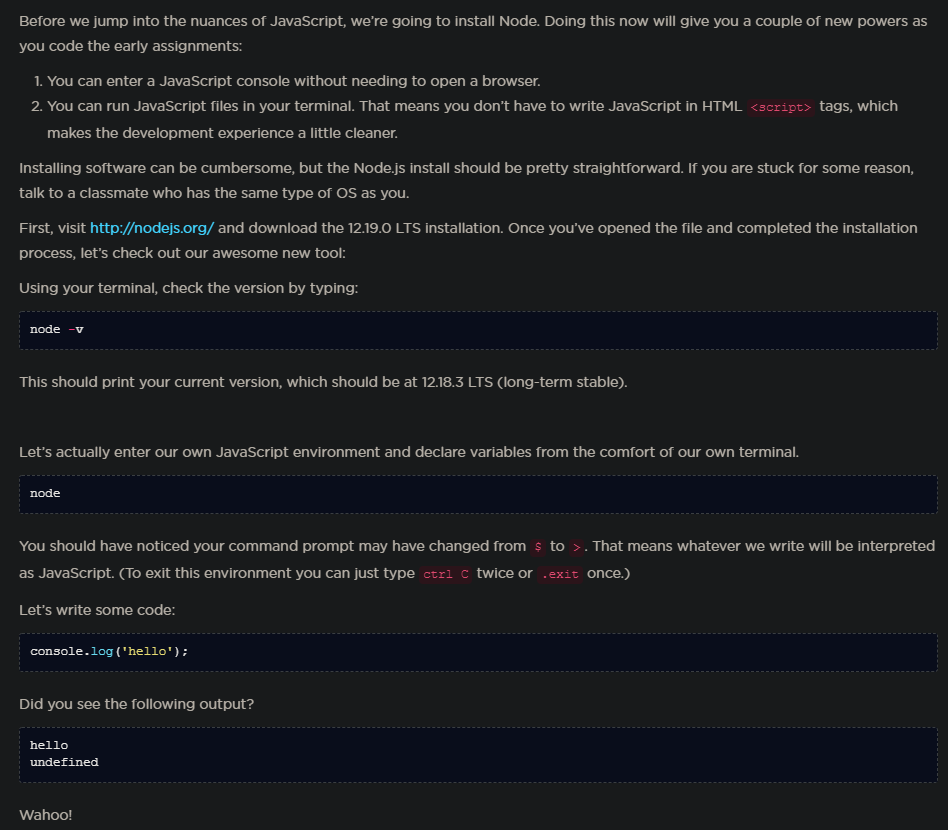 Before we jump into the nuances of JavaScript, we're going to install Node. Doing this now will give you a couple of new powers as
you code the early assignments:
1. You can enter a JavaScript console without needing to open a browser.
2. You can run JavaScript files in your terminal. That means you don't have to write JavaScript in HTML <script> tags, which
makes the development experience a little cleaner.
Installing software can be cumbersome, but the Node.js install should be pretty straightforward. If you are stuck for some reason,
talk to a classmate who has the same type of OS as you.
First, visit http://nodejs.org/ and download the 12.19.0 LTS installation. Once you've opened the file and completed the installation
process, let's check out our awesome new tool:
Using your terminal, check the version by typing:
node -v
This should print your current version, which should be at 12.18.3 LTS (long-term stable).
Let's actually enter our own JavaScript environment and declare variables from the comfort of our own terminal.
node
You should have noticed your command prompt may have changed from $ to >. That means whatever we write will be interpreted
as JavaScript. (To exit this environment you can just type ctrl C twice or .exit once.)
Let's write some code:
console.log('hello');
Did you see the following output?
hello
undefined
Wahoo!